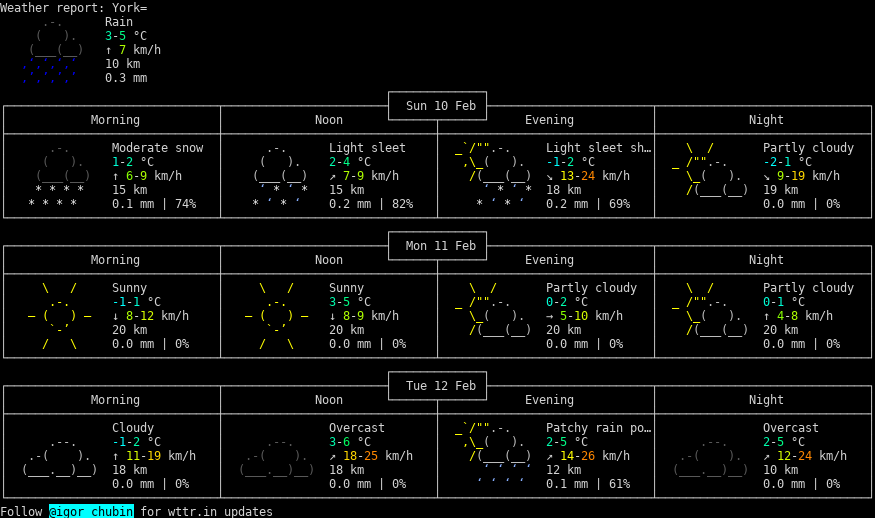 Weather report: York=
Rain
3-5 °C
↑ 7 km/h
10 km
0.3 mm
Sun 10 Feb
Morning Noon Evening Night
Moderate snow Light sleet Light sleet sh… Partly cloudy
1-2 °C 2-4 °C -1-2 °C -2-1 °C
↑ 6-9 km/h ↗ 7-9 km/h ↘ 13-24 km/h ↘ 9-19 km/h
15 km 15 km 18 km 19 km
0.1 mm | 74% 0.2 mm | 82% 0.2 mm | 69% 0.0 mm | 0%
Mon 11 Feb
Morning Noon Evening Night
Sunny Sunny Partly cloudy Partly cloudy
-1-1 °C 3-5 °C 0-2 °C 0-1 °C
↓ 8-12 km/h ↓ 8-9 km/h → 5-10 km/h ↑ 4-8 km/h
20 km 20 km 20 km 20 km
0.0 mm | 0% 0.0 mm | 0% 0.0 mm | 0% 0.0 mm | 0%
Tue 12 Feb
Morning Noon Evening Night
Cloudy Overcast Patchy rain po… Overcast
-1-2 °C 3-6 °C 2-5 °C 2-5 °C
↑ 11-19 km/h ↗ 18-25 km/h ↗ 14-26 km/h ↗ 12-24 km/h
18 km 18 km 12 km 10 km
0.0 mm | 0% 0.0 mm | 0% 0.1 mm | 61% 0.0 mm | 0%
Follow @igor_chubin for wttr.in updates